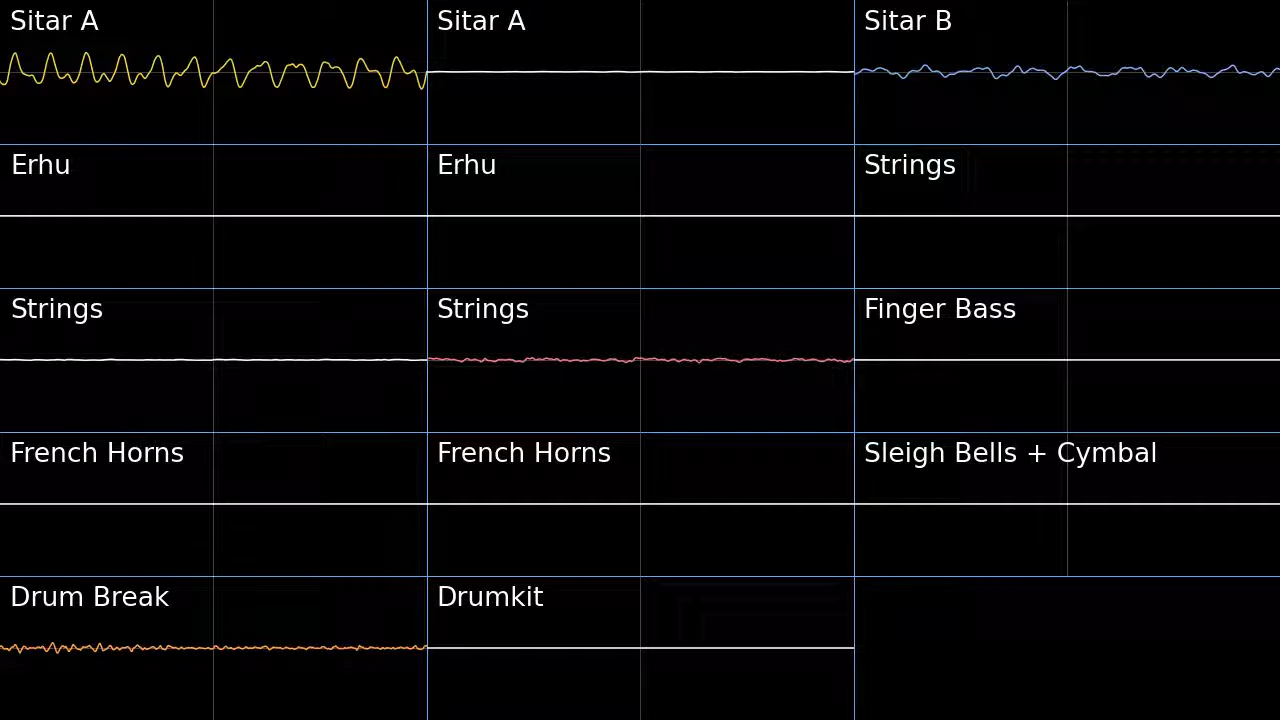 Sitar A
Sitar A
Sitar B
Erhu
Erhu
Strings
Strings
Strings
Finger Bass
French Horns
French Horns
Sleigh Bells + Cymbal
Drum Break
Drumkit